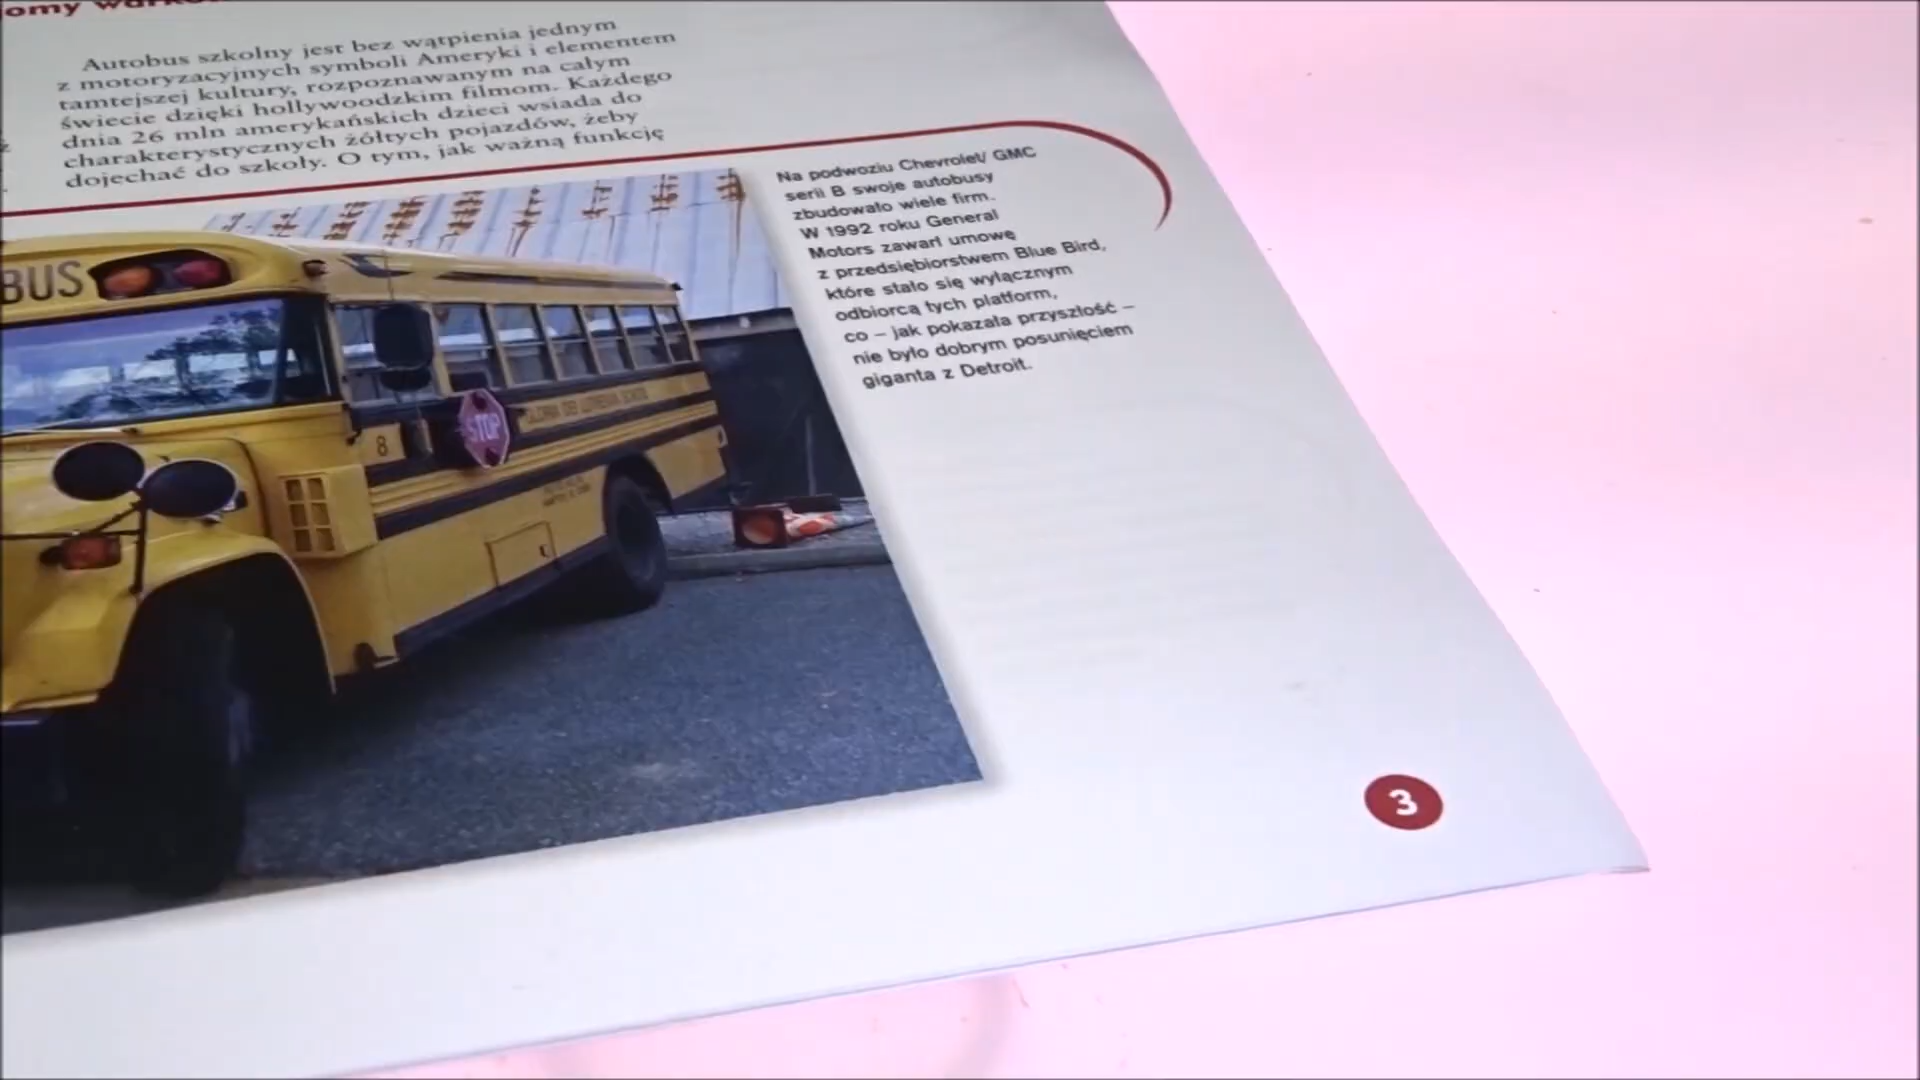 Autobus szkolny jest bez wątpienia jednym
z motoryzacyjnych symboli Ameryki i elementem
tamtejszej kultury, rozpoznawanym na całym
świecie dzięki hollywoodzkim filmom. Każdego
dnia 26 mln amerykańskich dzieci wsiada do
charakterystycznych żółtych pojazdów, żeby
dojechać do szkoły. O tym, jak ważną funkcję
Na podwoziu Chevrolet/ GMC
serii B swoje autobusy
zbudowało wiele firm.
W 1992 roku General
Motors zawarł umowę
z przedsiębiorstwem Blue Bird,
które stało się wyłącznym
odbiorcą tych platform,
co – jak pokazała przyszłość –
nie było dobrym posunięciem
giganta z Detroit.
BUS
8
STOP
GLORIA DEI LUTHERAN SCHOOL
3